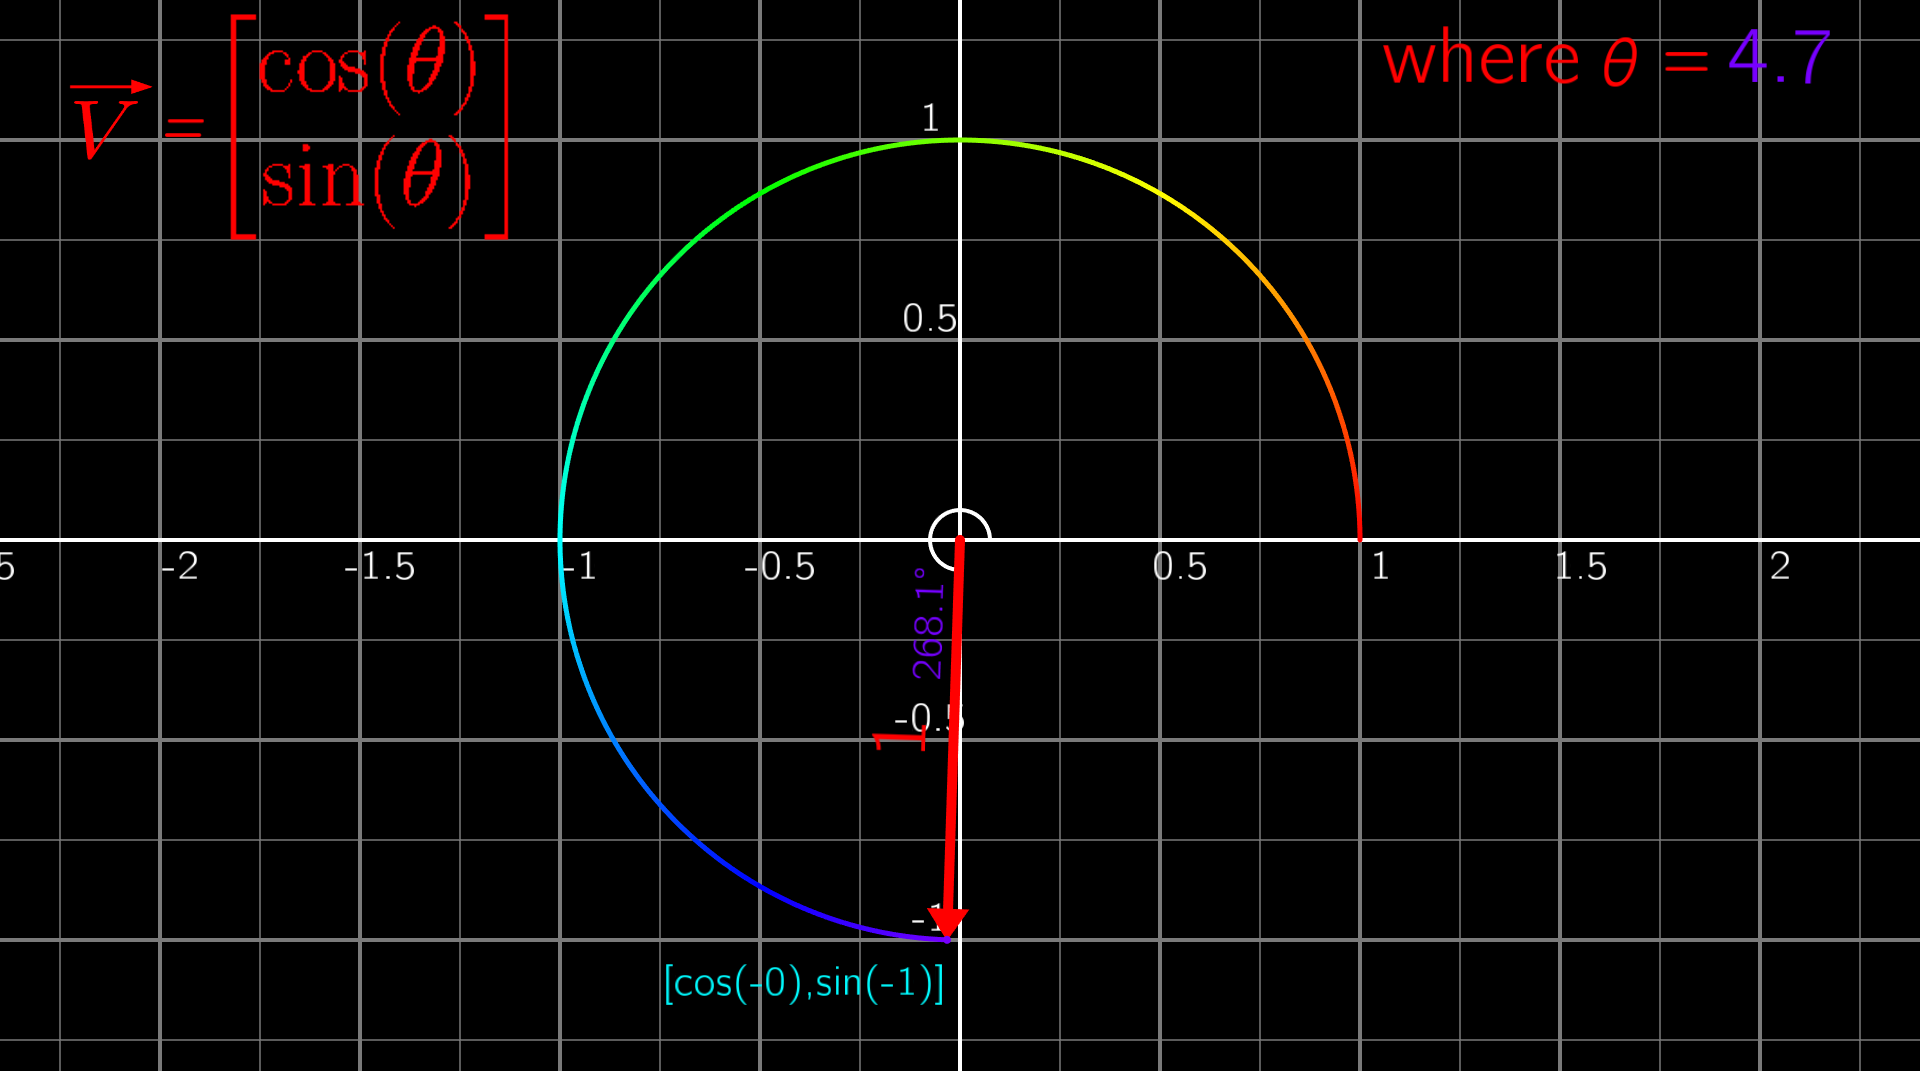 V = [cos(θ)
sin(θ)]
where θ = 4.7
1
0.5
5 -2 -1.5 -1 -0.5 0.5 1 1.5 2
268.1°
-0.5
1
-1
[cos(-0),sin(-1)]